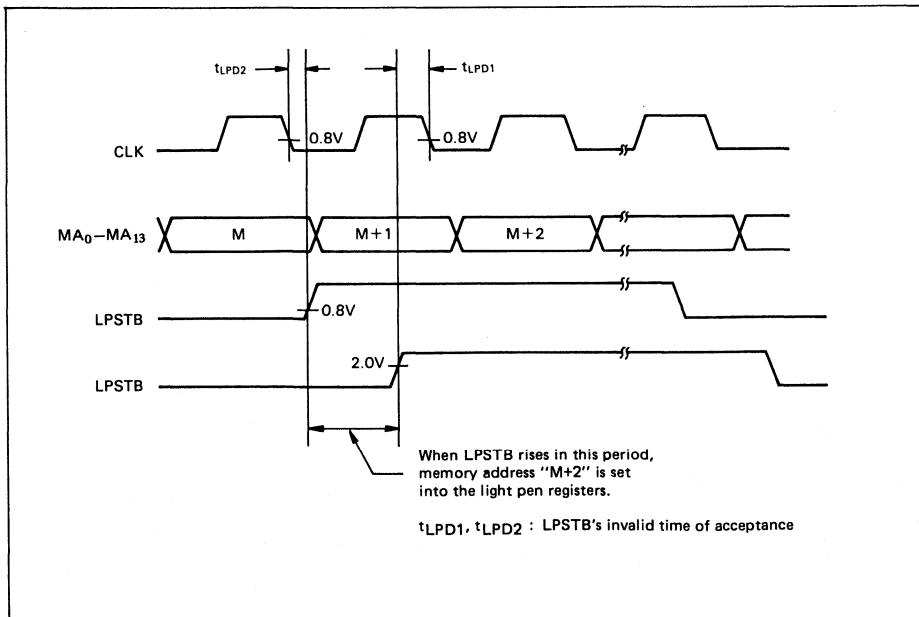 tLPD2
tLPD1
0.8V
0.8V
CLK
MA0–MA13
M
M+1
M+2
LPSTB
0.8V
LPSTB
2.0V
When LPSTB rises in this period,
memory address "M+2" is set
into the light pen registers.
tLPD1, tLPD2 : LPSTB's invalid time of acceptance